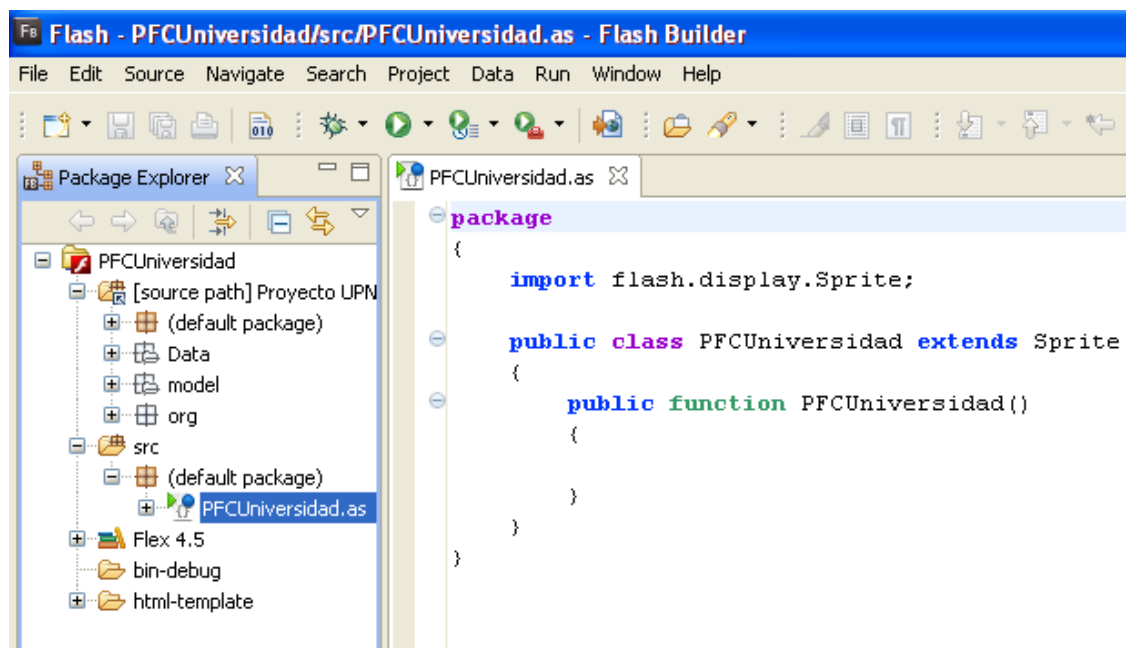 Fb Flash - PFCUniversidad/src/PFCUniversidad.as - Flash Builder
File Edit Source Navigate Search Project Data Run Window Help
010
Package Explorer
PFCUniversidad
[source path] Proyecto UPN
(default package)
Data
model
org
src
(default package)
PFCUniversidad.as
Flex 4.5
bin-debug
html-template
PFCUniversidad.as
package
{
import flash.display.Sprite;
public class PFCUniversidad extends Sprite
{
public function PFCUniversidad()
{
}
}
}